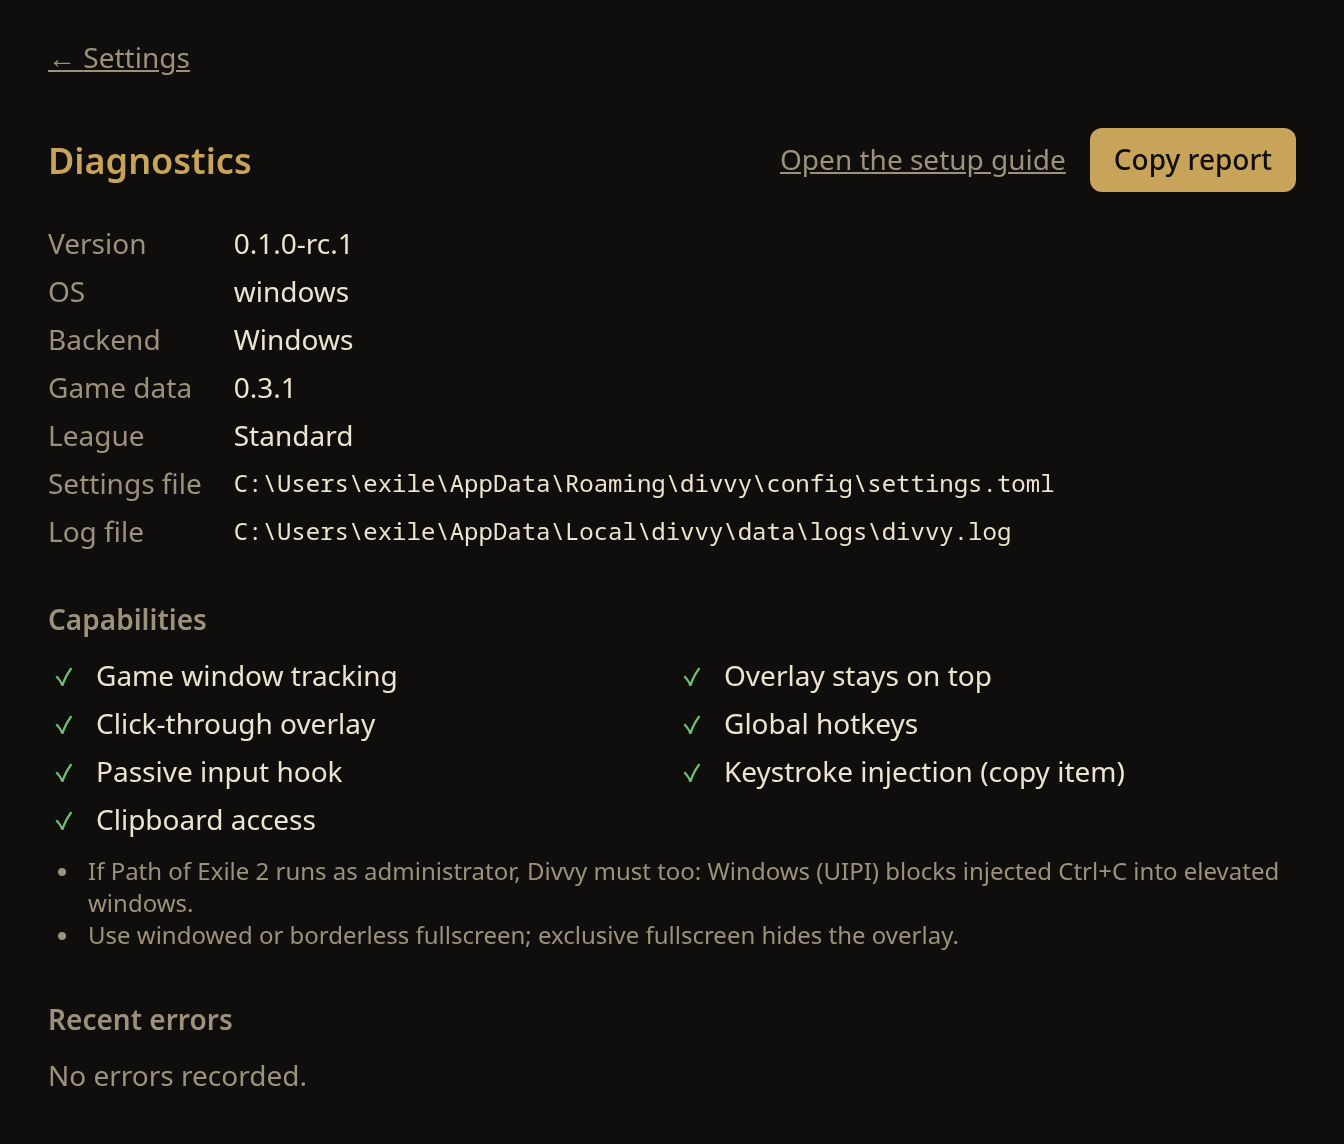 ← Settings
Diagnostics
Open the setup guide
Copy report
Version 0.1.0-rc.1
OS windows
Backend Windows
Game data 0.3.1
League Standard
Settings file C:\Users\exile\AppData\Roaming\divvy\config\settings.toml
Log file C:\Users\exile\AppData\Local\divvy\data\logs\divvy.log
Capabilities
✓ Game window tracking
✓ Overlay stays on top
✓ Click-through overlay
✓ Global hotkeys
✓ Passive input hook
✓ Keystroke injection (copy item)
✓ Clipboard access
• If Path of Exile 2 runs as administrator, Divvy must too: Windows (UIPI) blocks injected Ctrl+C into elevated
windows.
• Use windowed or borderless fullscreen; exclusive fullscreen hides the overlay.
Recent errors
No errors recorded.